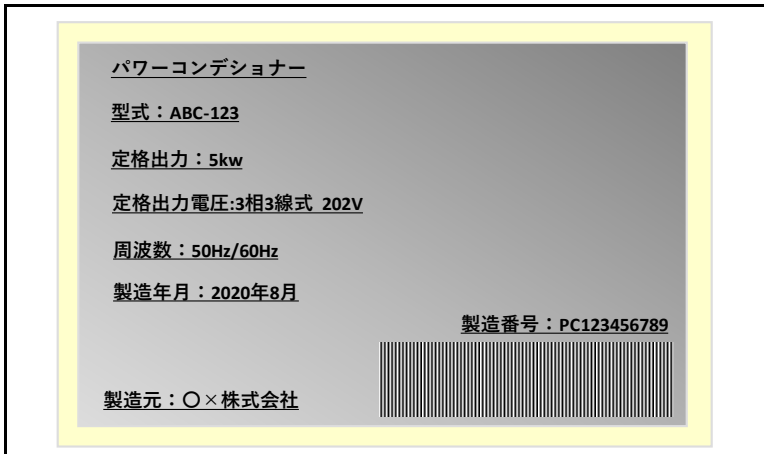 パワーコンデショナー
型式：ABC-123
定格出力：5kw
定格出力電圧:3相3線式 202V
周波数：50Hz/60Hz
製造年月：2020年8月
製造番号：PC123456789
製造元：〇×株式会社